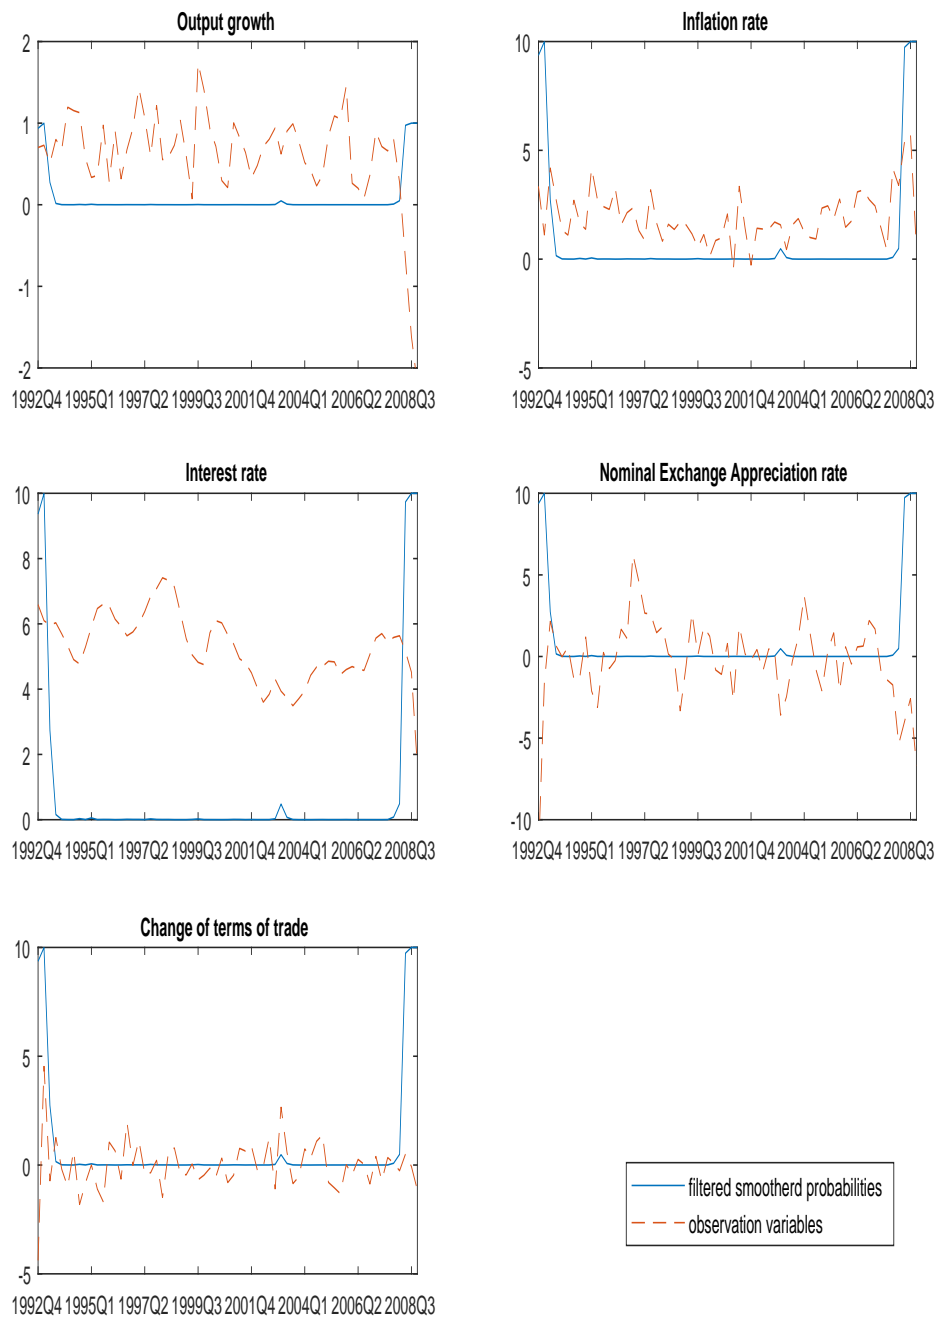 Output growth
2
1
0
-1
-2
1992Q4 1995Q1 1997Q2 1999Q3 2001Q4 2004Q1 2006Q2 2008Q3
Inflation rate
10
5
0
-5
1992Q4 1995Q1 1997Q2 1999Q3 2001Q4 2004Q1 2006Q2 2008Q3
Interest rate
10
8
6
4
2
0
1992Q4 1995Q1 1997Q2 1999Q3 2001Q4 2004Q1 2006Q2 2008Q3
Nominal Exchange Appreciation rate
10
5
0
-5
-10
1992Q4 1995Q1 1997Q2 1999Q3 2001Q4 2004Q1 2006Q2 2008Q3
Change of terms of trade
10
5
0
-5
1992Q4 1995Q1 1997Q2 1999Q3 2001Q4 2004Q1 2006Q2 2008Q3
filtered smootherd probabilities
observation variables